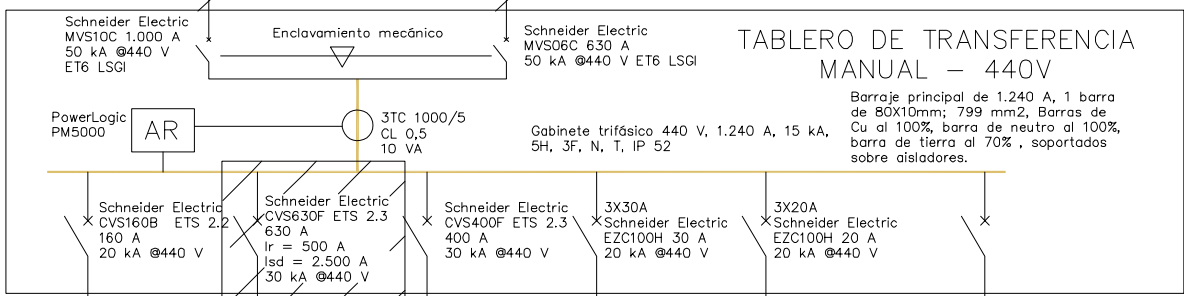 Schneider Electric
MVS10C 1.000 A
50 kA @440 V
ET6 LSGI
Enclavamiento mecánico
Schneider Electric
MVS06C 630 A
50 kA @440 V ET6 LSGI
TABLERO DE TRANSFERENCIA
MANUAL – 440V
Barraje principal de 1.240 A, 1 barra
de 80X10mm; 799 mm2, Barras de
Cu al 100%, barra de neutro al 100%,
barra de tierra al 70% , soportados
sobre aisladores.
PowerLogic
PM5000
AR
3TC 1000/5
CL 0,5
10 VA
Gabinete trifásico 440 V, 1.240 A, 15 kA,
5H, 3F, N, T, IP 52
Schneider Electric
CVS160B ETS 2.2
160 A
20 kA @440 V
Schneider Electric
CVS630F ETS 2.3
630 A
Ir = 500 A
Isd = 2.500 A
30 kA @440 V
Schneider Electric
CVS400F ETS 2.3
400 A
30 kA @440 V
3X30A
Schneider Electric
EZC100H 30 A
20 kA @440 V
3X20A
Schneider Electric
EZC100H 20 A
20 kA @440 V